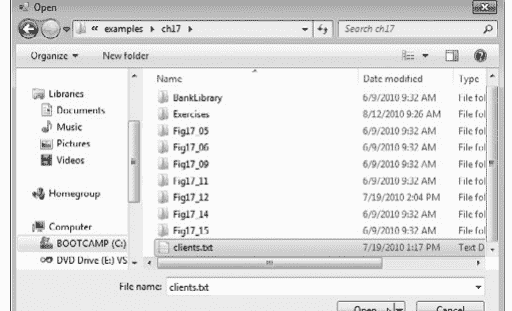 Open
« examples ▸ ch17 ▸
Search ch17
Organize ▾ New folder
Name Date modified Type
Libraries
Documents
Music
Pictures
Videos
Homegroup
Computer
BOOTCAMP (C:)
DVD Drive (E:) VS
BankLibrary 6/9/2010 9:32 AM File fol
Exercises 8/12/2010 9:26 AM File fol
Fig17_05 6/9/2010 9:32 AM File fol
Fig17_06 6/9/2010 9:32 AM File fol
Fig17_09 6/9/2010 9:32 AM File fol
Fig17_11 6/9/2010 9:32 AM File fol
Fig17_12 7/19/2010 2:04 PM File fol
Fig17_14 6/9/2010 9:32 AM File fol
Fig17_15 6/9/2010 9:32 AM File fol
clients.txt 7/19/2010 1:17 PM Text D
File name: clients.txt
Open Cancel